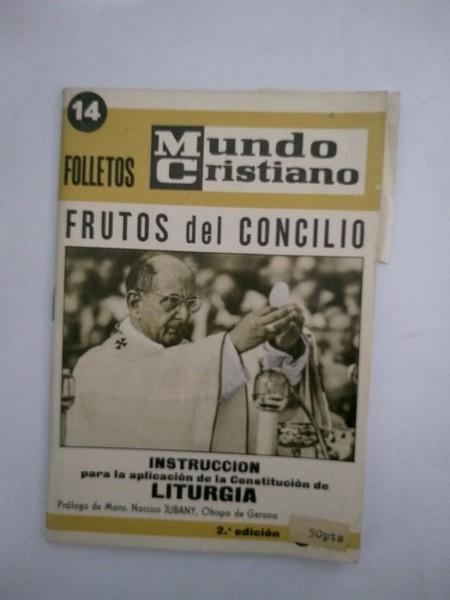 14
FOLLETOS
Mundo
Cristiano
FRUTOS del CONCILIO
INSTRUCCION
para la aplicación de la Constitución de
LITURGIA
Prólogo de Mons. Narciso JUBANY, Obispo de Gerona
2.ª edición
50pts